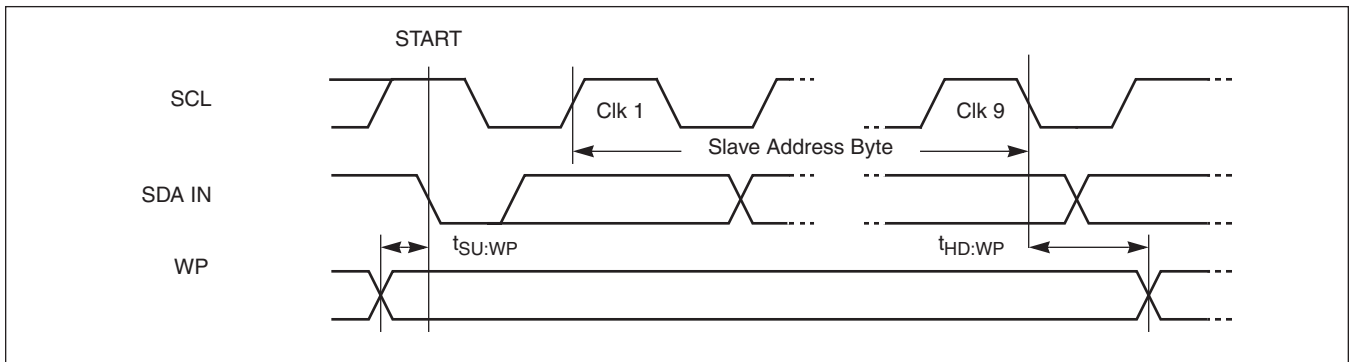 START
SCL
Clk 1
Clk 9
Slave Address Byte
SDA IN
tSU:WP
tHD:WP
WP